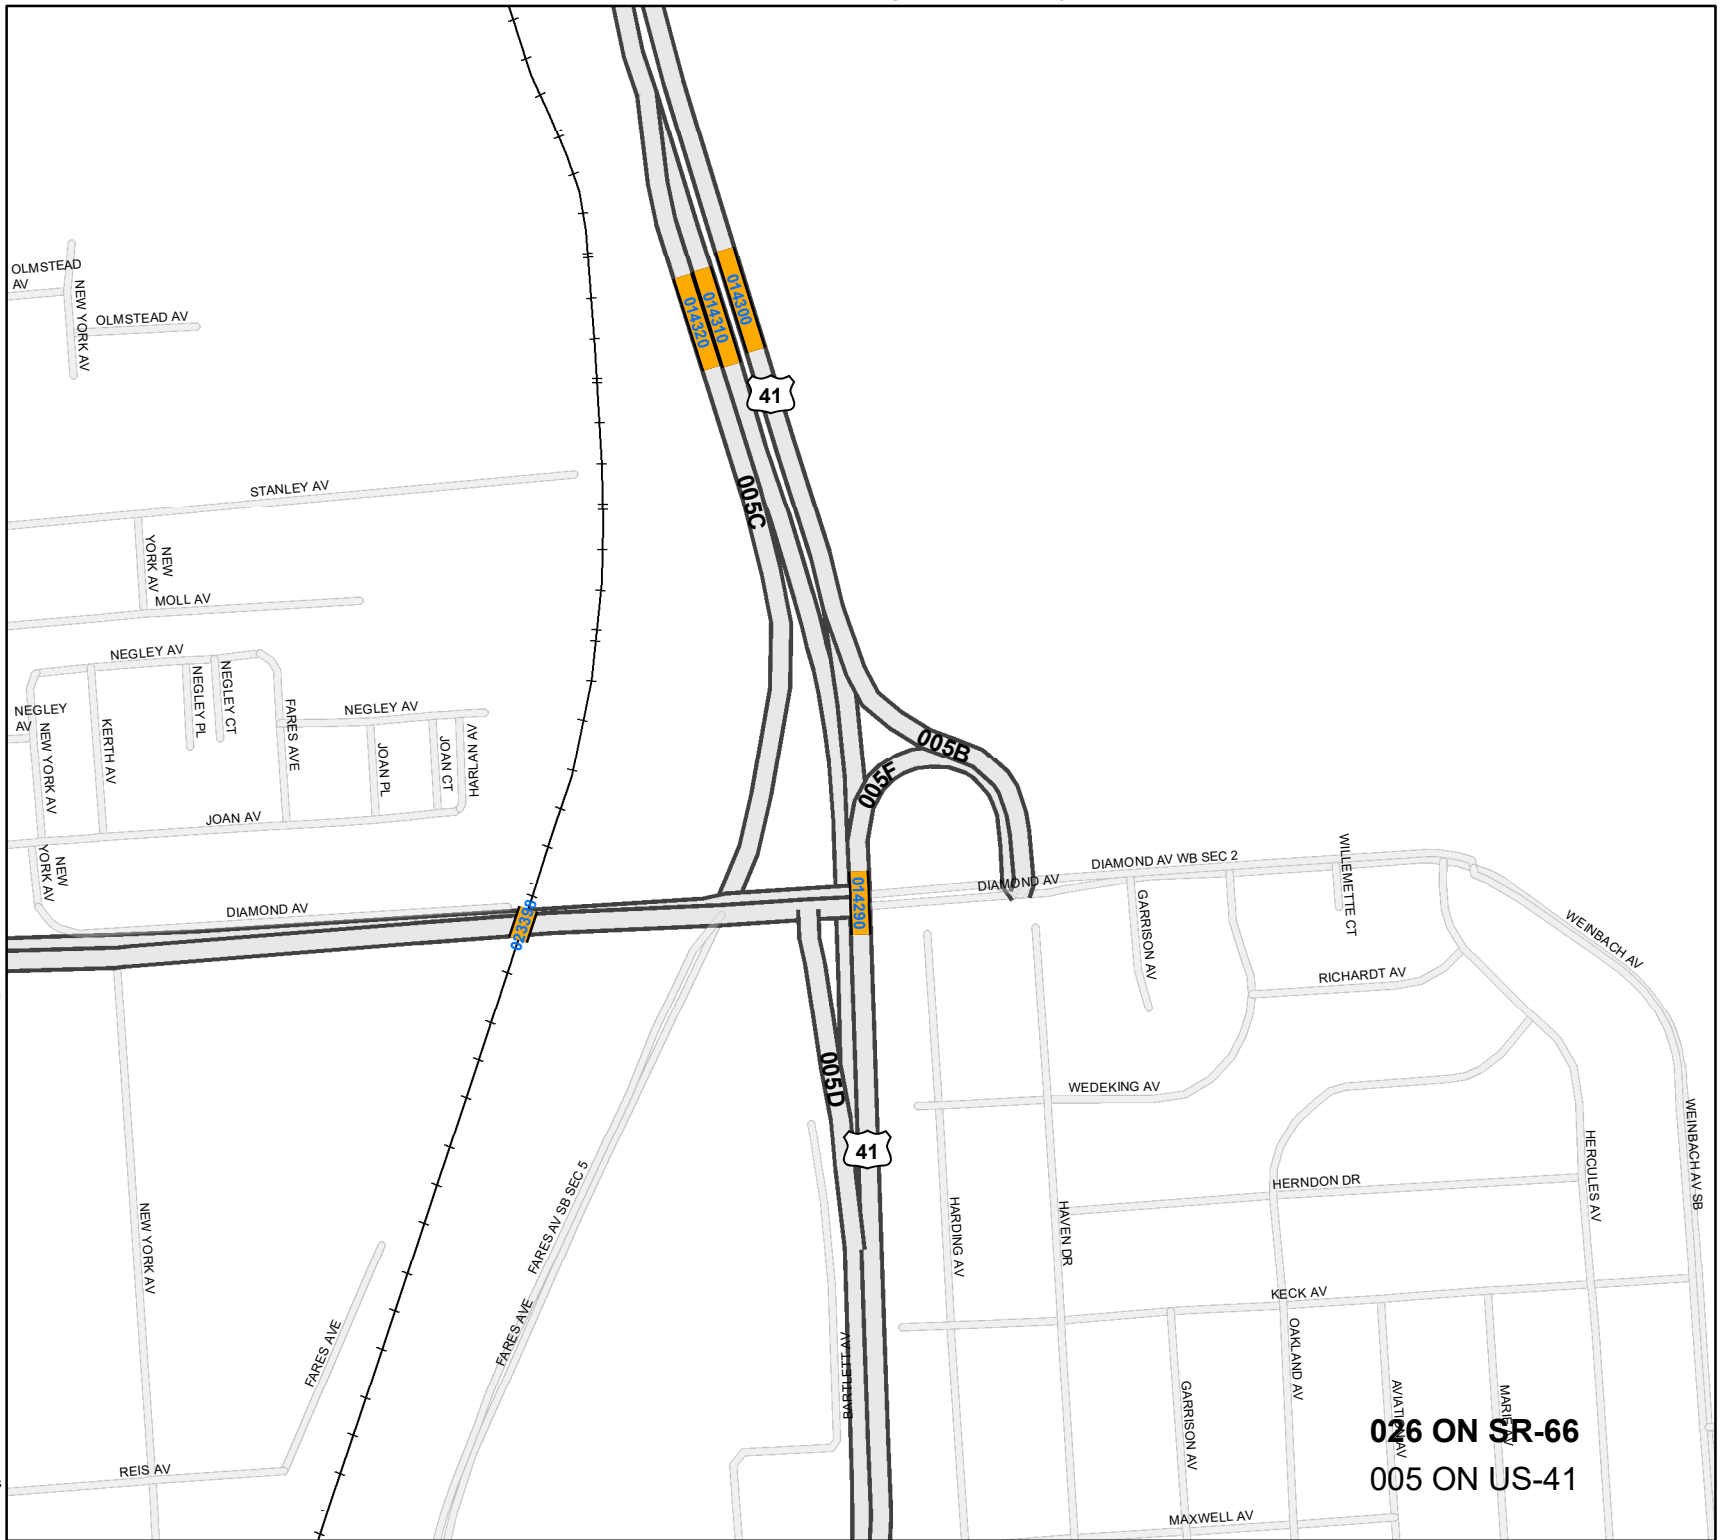 OLMSTEAD
AV
NEW YORK AV
OLMSTEAD AV
014300
014310
014320
41
005C
STANLEY AV
NEW
YORK AV
MOLL AV
NEGLEY AV
NEGLEY PL
NEGLEY CT
NEGLEY
AV
NEW YORK AV
KERTH AV
FARES AVE
NEGLEY AV
JOAN PL
JOAN CT
HARLAN AV
JOAN AV
NEW
YORK AV
005B
005F
DIAMOND AV
DIAMOND AV WB SEC 2
DIAMOND AV
WILLEMETTE CT
014290
GARRISON AV
WEINBACH AV
RICHARDT AV
005D
WEDEKING AV
41
WEINBACH AV SB
HERCULES AV
HERNDON DR
FARES AV SB SEC 5
NEW YORK AV
HARDING AV
HAVEN DR
KECK AV
FARES AVE
FARES AVE
OAKLAND AV
BARTLETT AV
GARRISON AV
AVIATION AV
MARIE AV
026 ON SR-66
005 ON US-41
REIS AV
MAXWELL AV